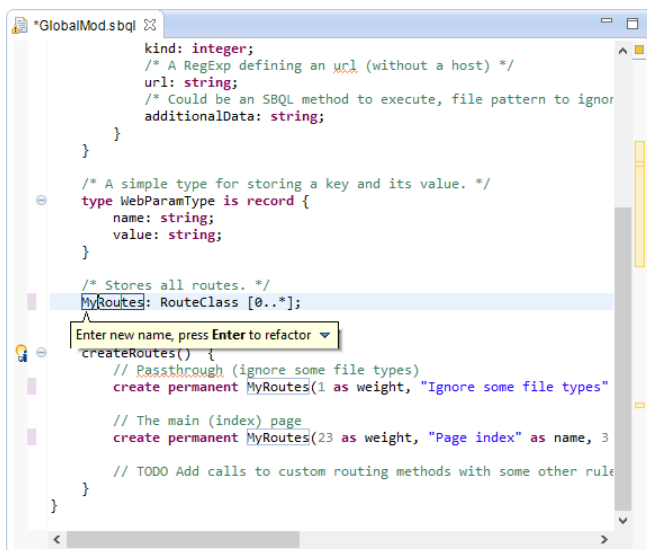 *GlobalMod.sbql
kind: integer;
/* A RegExp defining an url (without a host) */
url: string;
/* Could be an SBQL method to execute, file pattern to ignor
additionalData: string;
}
}
/* A simple type for storing a key and its value. */
type WebParamType is record {
name: string;
value: string;
}
/* Stores all routes. */
MyRoutes: RouteClass [0..*];
Enter new name, press Enter to refactor
createRoutes() {
// Passthrough (ignore some file types)
create permanent MyRoutes(1 as weight, "Ignore some file types"
// The main (index) page
create permanent MyRoutes(23 as weight, "Page index" as name, 3
// TODO Add calls to custom routing methods with some other rule
}
}